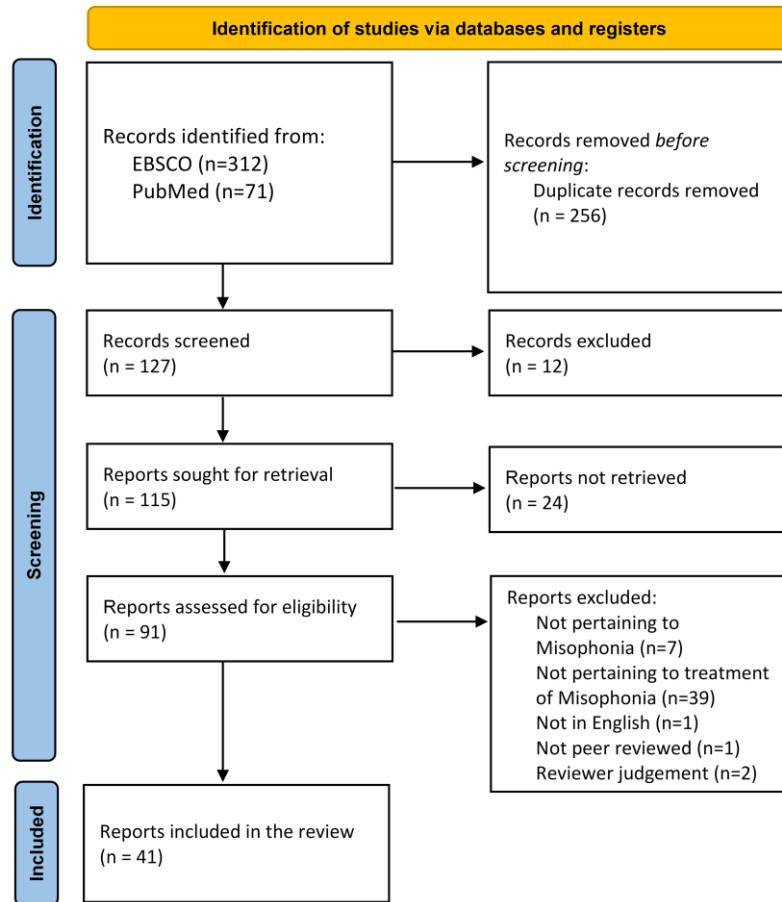 Identification of studies via databases and registers
Identification
Records identified from:
EBSCO (n=312)
PubMed (n=71)
Records removed before
screening:
Duplicate records removed
(n = 256)
Screening
Records screened
(n = 127)
Records excluded
(n = 12)
Reports sought for retrieval
(n = 115)
Reports not retrieved
(n = 24)
Reports assessed for eligibility
(n = 91)
Reports excluded:
Not pertaining to
Misophonia (n=7)
Not pertaining to treatment
of Misophonia (n=39)
Not in English (n=1)
Not peer reviewed (n=1)
Reviewer judgement (n=2)
Included
Reports included in the review
(n = 41)